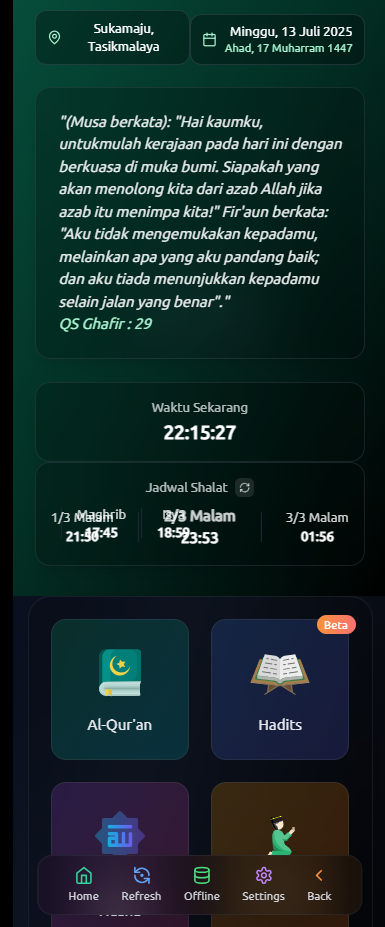 Sukamaju,
Tasikmalaya
Minggu, 13 Juli 2025
Ahad, 17 Muharram 1447
"(Musa berkata): "Hai kaumku,
untukmulah kerajaan pada hari ini dengan
berkuasa di muka bumi. Siapakah yang
akan menolong kita dari azab Allah jika
azab itu menimpa kita!" Fir'aun berkata:
"Aku tidak mengemukakan kepadamu,
melainkan apa yang aku pandang baik;
dan aku tiada menunjukkan kepadamu
selain jalan yang benar"."
QS Ghafir : 29
Waktu Sekarang
22:15:27
Jadwal Shalat
1/3 Malam Maghrib 2/3 Malam 3/3 Malam
21:50 17:45 18:59 23:53 01:56
Beta
Al-Qur'an
Hadits
Home Refresh Offline Settings Back